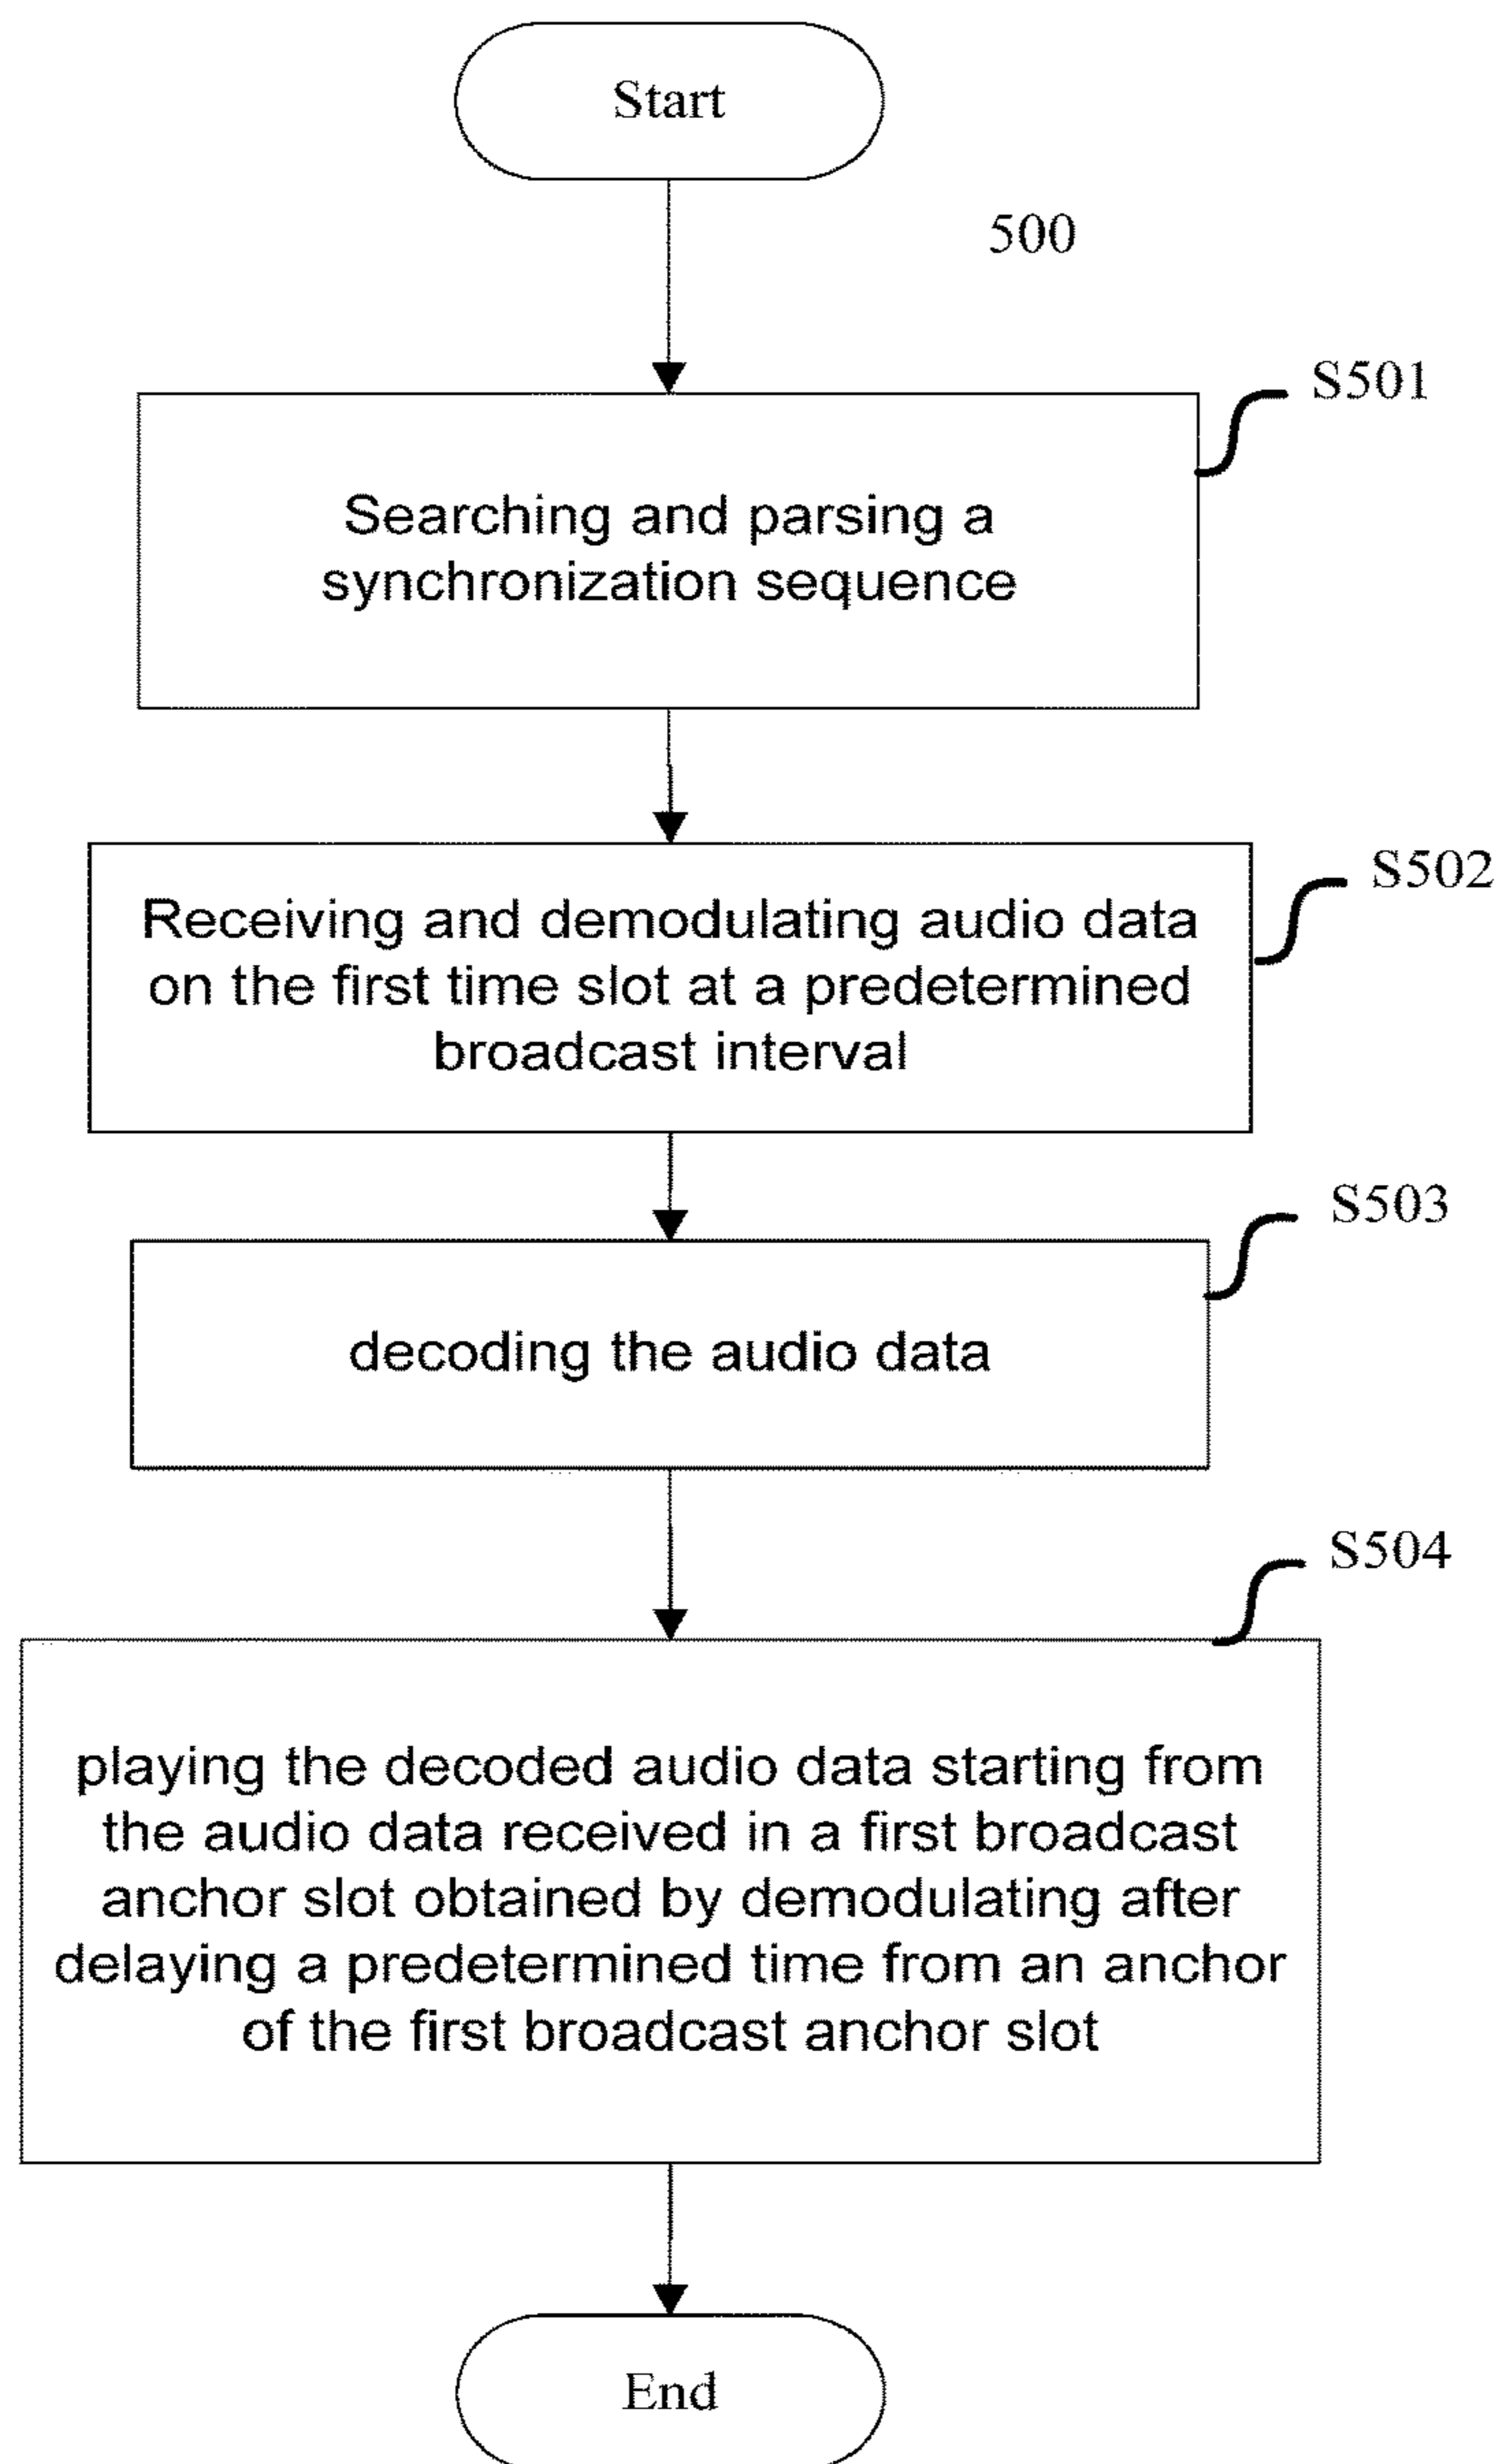 Start
500
S501
Searching and parsing a
synchronization sequence
S502
Receiving and demodulating audio data
on the first time slot at a predetermined
broadcast interval
S503
decoding the audio data
S504
playing the decoded audio data starting from
the audio data received in a first broadcast
anchor slot obtained by demodulating after
delaying a predetermined time from an anchor
of the first broadcast anchor slot
End